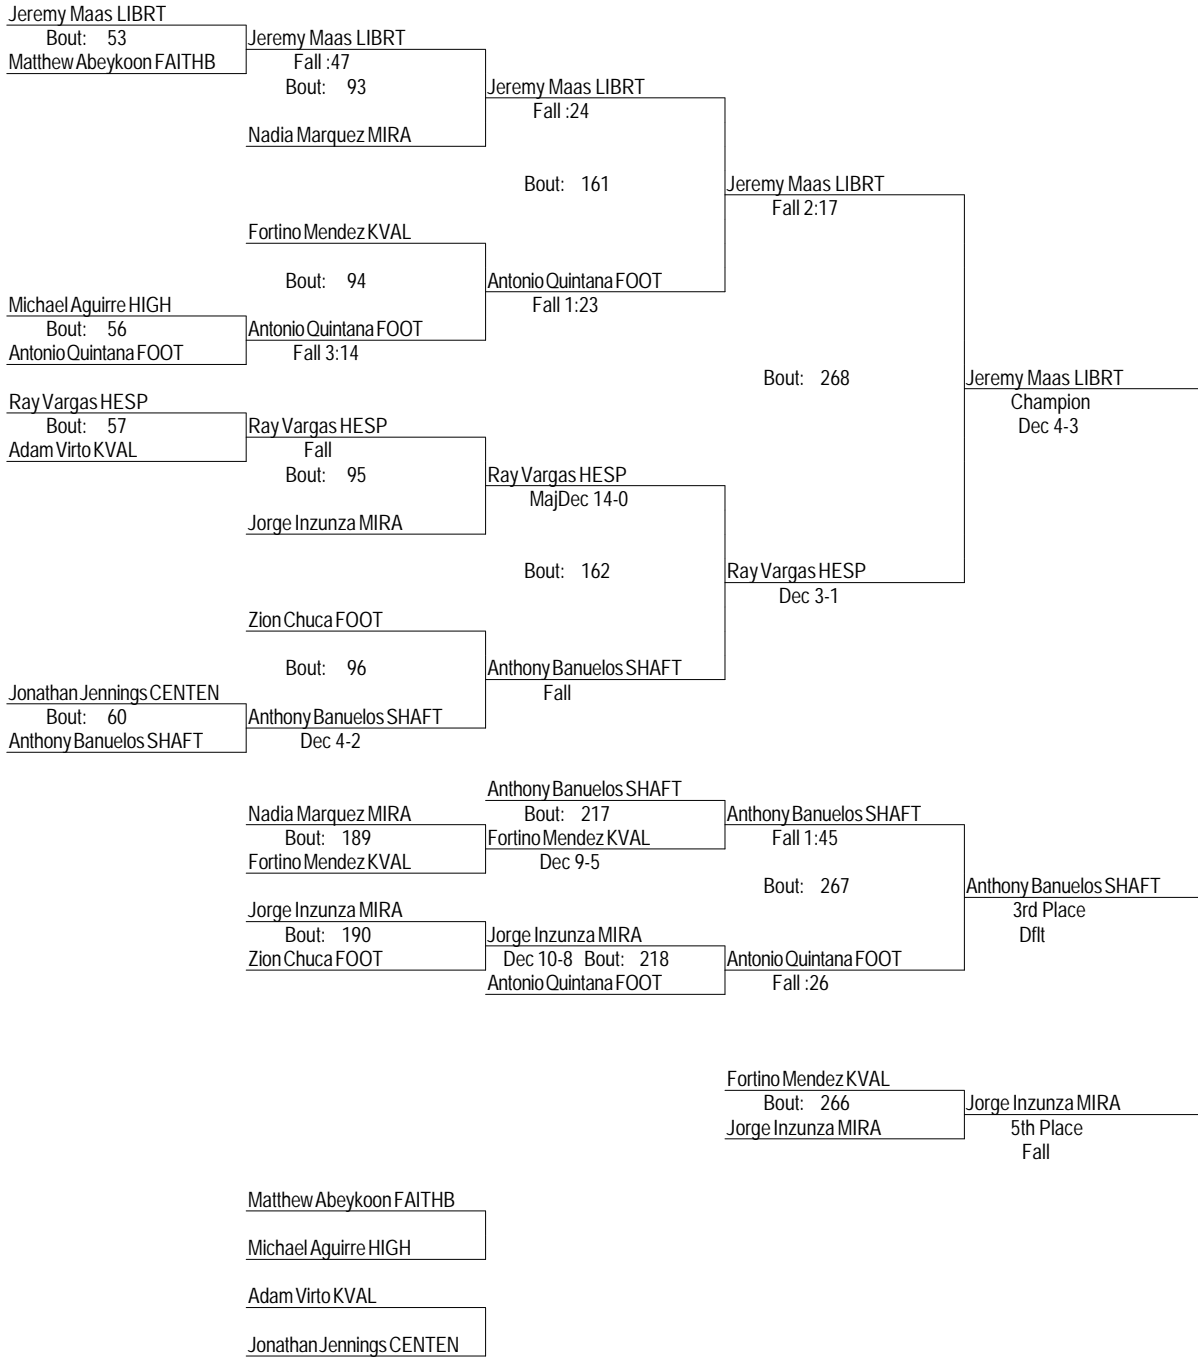 Jeremy Maas LIBRT
Bout: 53 Jeremy Maas LIBRT
Matthew Abeykoon FAITHB Fall :47
Bout: 93 Jeremy Maas LIBRT
Fall :24
Nadia Marquez MIRA
Bout: 161 Jeremy Maas LIBRT
Fall 2:17
Fortino Mendez KVAL
Bout: 94 Antonio Quintana FOOT
Michael Aguirre HIGH Fall 1:23
Bout: 56 Antonio Quintana FOOT
Antonio Quintana FOOT Fall 3:14
Bout: 268 Jeremy Maas LIBRT
Ray Vargas HESP Champion
Bout: 57 Ray Vargas HESP Dec 4-3
Adam Virto KVAL Fall
Bout: 95 Ray Vargas HESP
MajDec 14-0
Jorge Inzunza MIRA
Bout: 162 Ray Vargas HESP
Dec 3-1
Zion Chuca FOOT
Bout: 96 Anthony Banuelos SHAFT
Jonathan Jennings CENTEN Fall
Bout: 60 Anthony Banuelos SHAFT
Anthony Banuelos SHAFT Dec 4-2
Anthony Banuelos SHAFT
Nadia Marquez MIRA Bout: 217 Anthony Banuelos SHAFT
Bout: 189 Fortino Mendez KVAL Fall 1:45
Fortino Mendez KVAL Dec 9-5
Bout: 267 Anthony Banuelos SHAFT
Jorge Inzunza MIRA 3rd Place
Bout: 190 Jorge Inzunza MIRA Dflt
Zion Chuca FOOT Dec 10-8 Bout: 218 Antonio Quintana FOOT
Antonio Quintana FOOT Fall :26
Fortino Mendez KVAL
Bout: 266 Jorge Inzunza MIRA
Jorge Inzunza MIRA 5th Place
Fall
Matthew Abeykoon FAITHB
Michael Aguirre HIGH
Adam Virto KVAL
Jonathan Jennings CENTEN